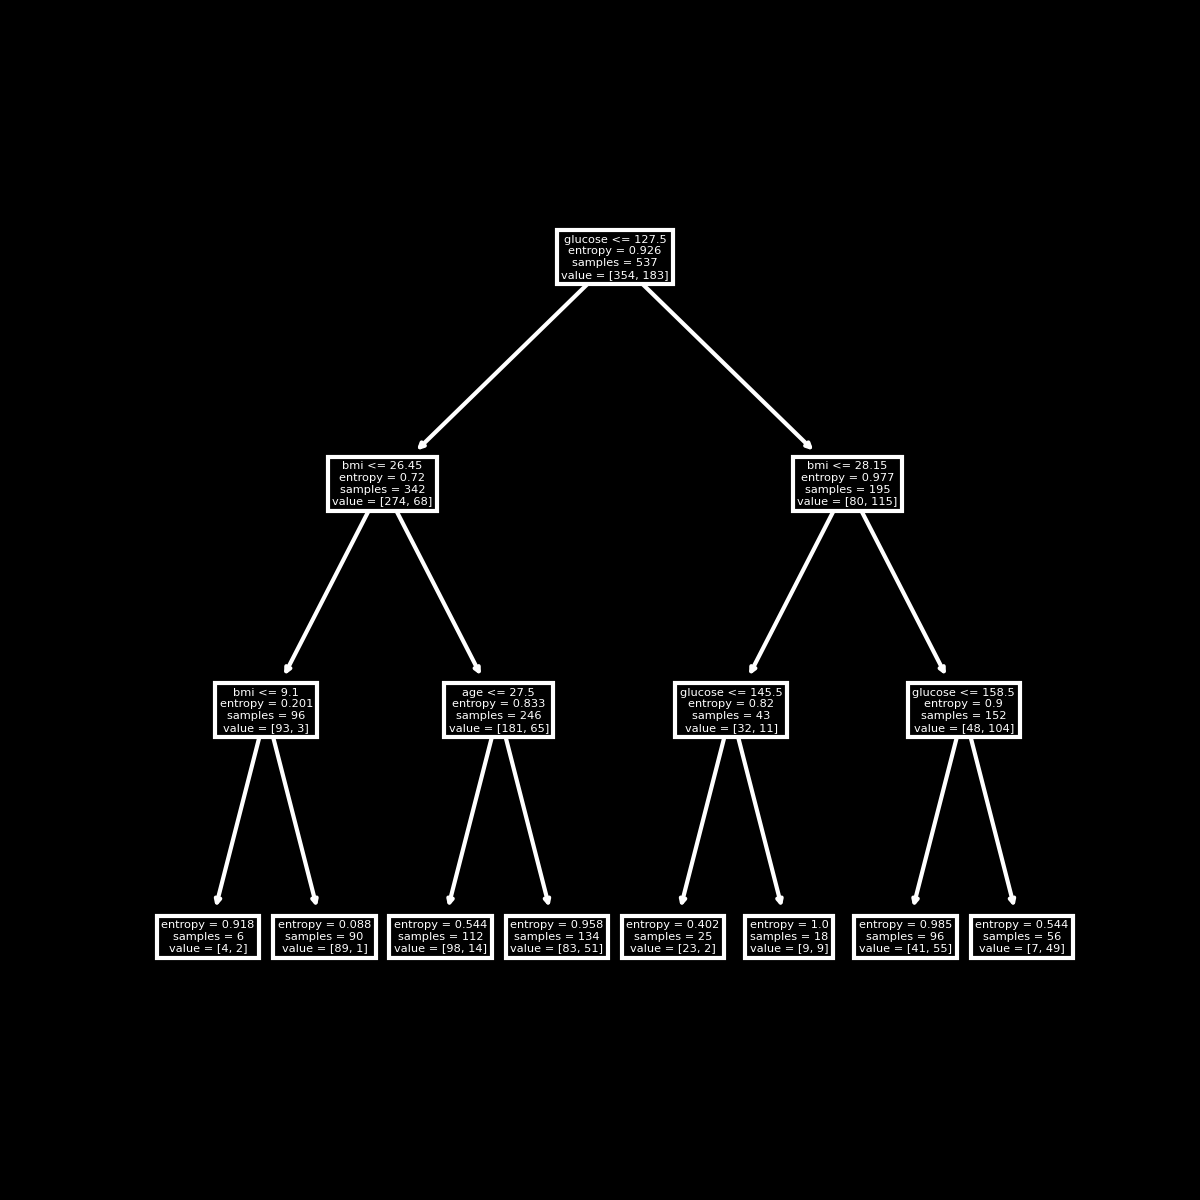 glucose <= 127.5
entropy = 0.926
samples = 537
value = [354, 183]
bmi <= 26.45
entropy = 0.72
samples = 342
value = [274, 68]
bmi <= 28.15
entropy = 0.977
samples = 195
value = [80, 115]
bmi <= 9.1
entropy = 0.201
samples = 96
value = [93, 3]
age <= 27.5
entropy = 0.833
samples = 246
value = [181, 65]
glucose <= 145.5
entropy = 0.82
samples = 43
value = [32, 11]
glucose <= 158.5
entropy = 0.9
samples = 152
value = [48, 104]
entropy = 0.918
samples = 6
value = [4, 2]
entropy = 0.088
samples = 90
value = [89, 1]
entropy = 0.544
samples = 112
value = [98, 14]
entropy = 0.958
samples = 134
value = [83, 51]
entropy = 0.402
samples = 25
value = [23, 2]
entropy = 1.0
samples = 18
value = [9, 9]
entropy = 0.985
samples = 96
value = [41, 55]
entropy = 0.544
samples = 56
value = [7, 49]